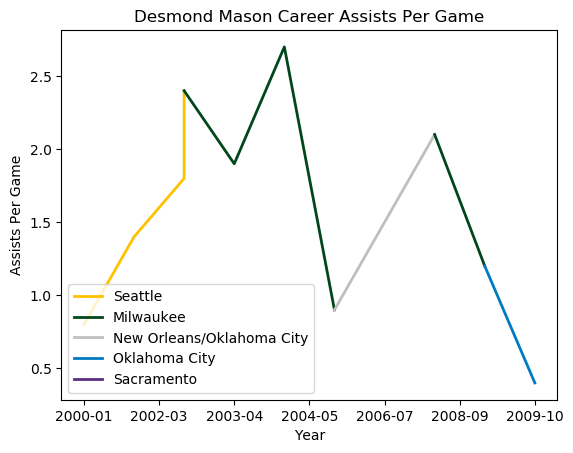 Desmond Mason Career Assists Per Game
Assists Per Game
2.5
2.0
1.5
1.0
0.5
Seattle
Milwaukee
New Orleans/Oklahoma City
Oklahoma City
Sacramento
2000-01 2002-03 2003-04 2004-05 2006-07 2008-09 2009-10
Year